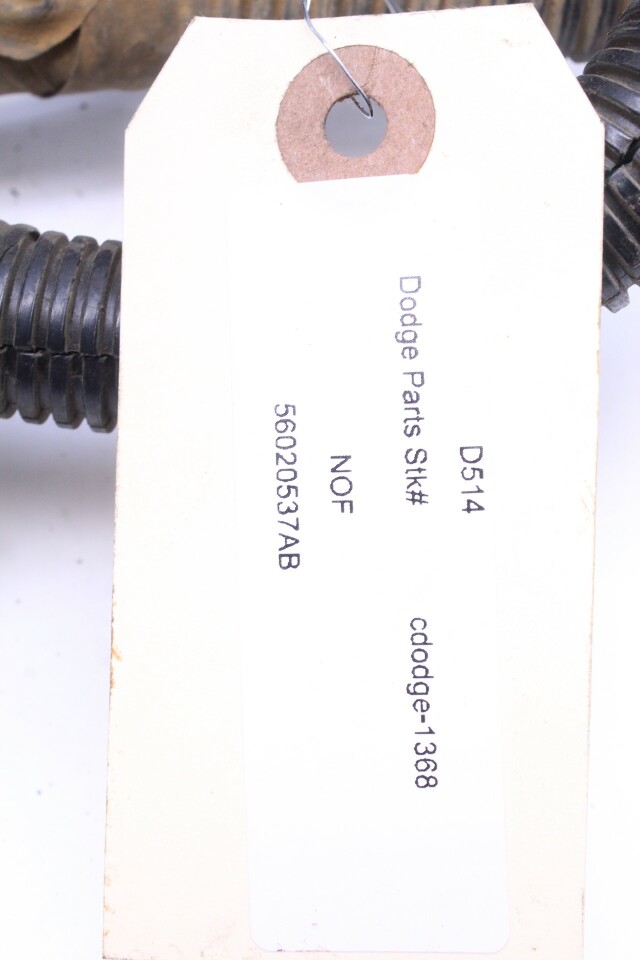 D514
Dodge Parts Stk# cdodge-1368
NOF
56020537AB